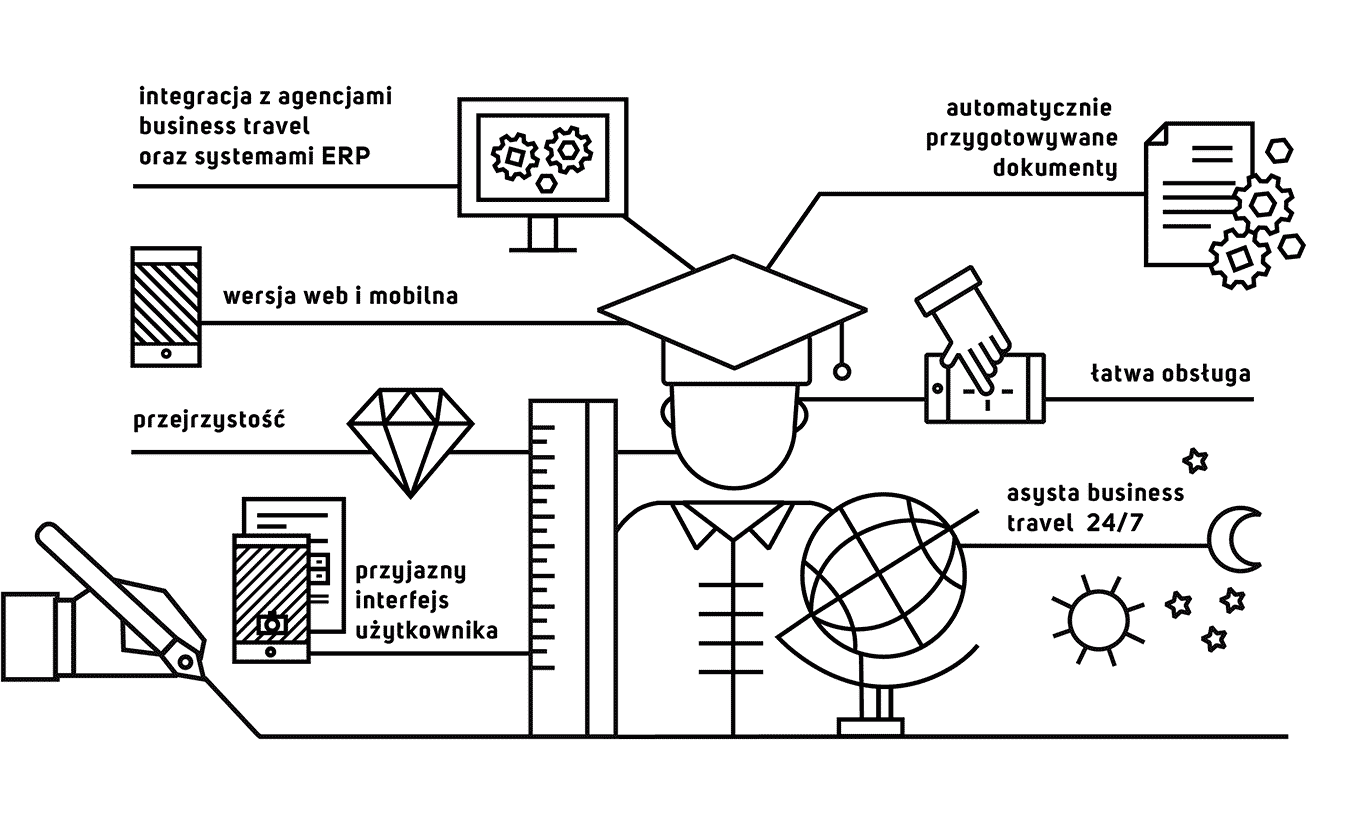 integracja z agencjami
business travel
oraz systemami ERP
automatycznie
przygotowywane
dokumenty
wersja web i mobilna
łatwa obsługa
przejrzystość
asysta business
travel 24/7
przyjazny
interfejs
użytkownika